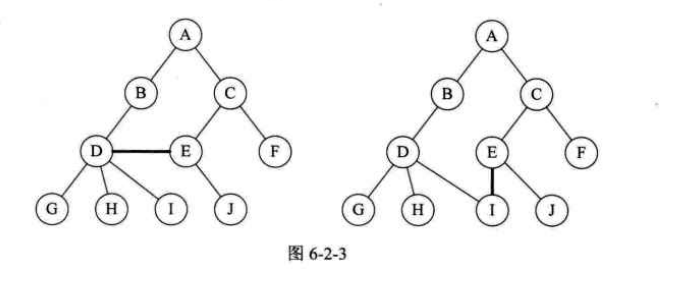 A A
B C B C
D E F D E F
G H I J G H I J
图 6-2-3